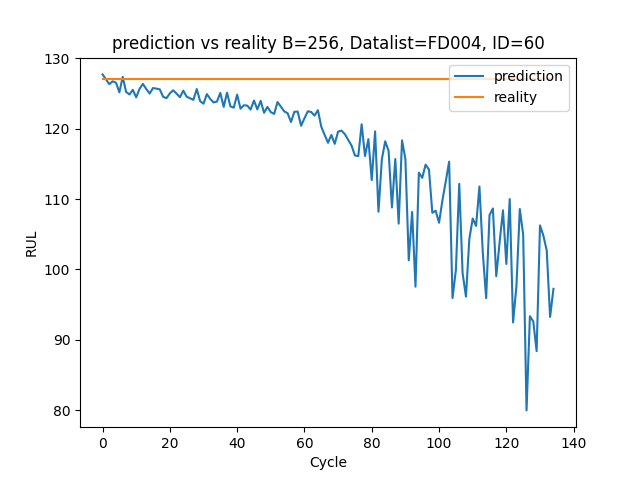 prediction vs reality B=256, Datalist=FD004, ID=60
prediction
reality
RUL
130
120
110
100
90
80
0 20 40 60 80 100 120 140
Cycle